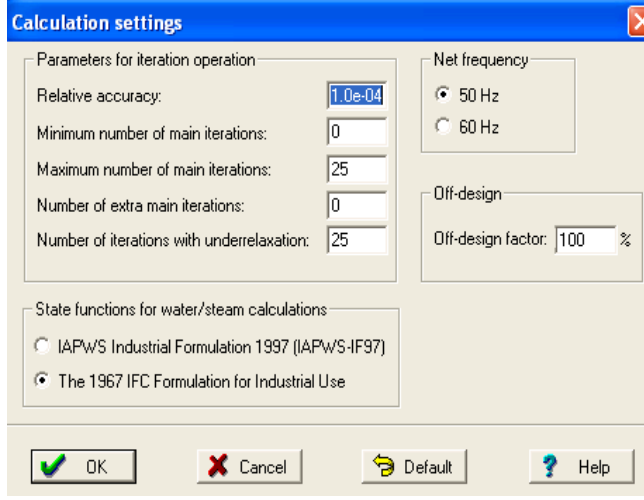 Calculation settings
Parameters for iteration operation
Relative accuracy: 1.0e-04
Minimum number of main iterations: 0
Maximum number of main iterations: 25
Number of extra main iterations: 0
Number of iterations with underrelaxation: 25
Net frequency
50 Hz
60 Hz
Off-design
Off-design factor: 100 %
State functions for water/steam calculations
IAPWS Industrial Formulation 1997 (IAPWS-IF97)
The 1967 IFC Formulation for Industrial Use
OK Cancel Default Help